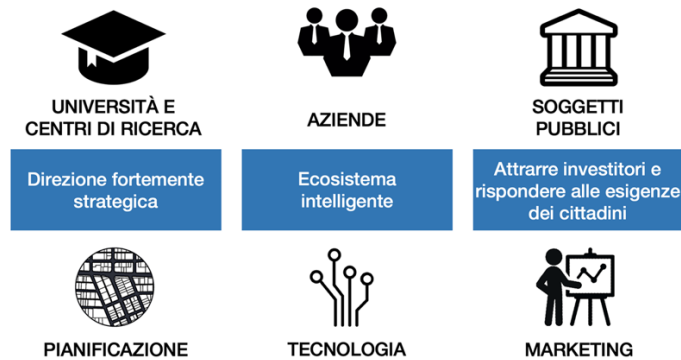 UNIVERSITÀ E
CENTRI DI RICERCA
AZIENDE
SOGGETTI
PUBBLICI
Direzione fortemente
strategica
Ecosistema
intelligente
Attrarre investitori e
rispondere alle esigenze
dei cittadini
PIANIFICAZIONE
TECNOLOGIA
MARKETING